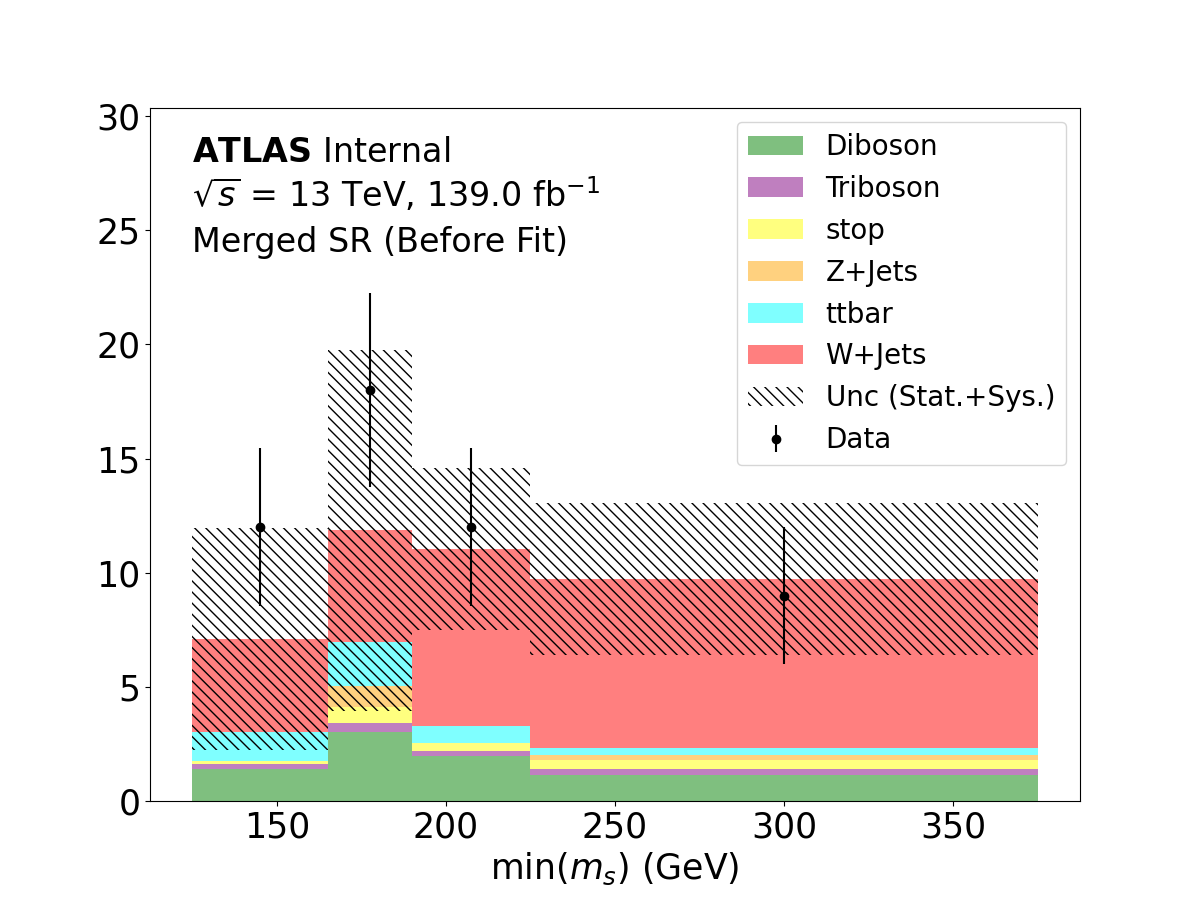 ATLAS Internal
√s = 13 TeV, 139.0 fb⁻¹
Merged SR (Before Fit)
Diboson
Triboson
stop
Z+Jets
ttbar
W+Jets
Unc (Stat.+Sys.)
Data
30
25
20
15
10
5
0
150 200 250 300 350
min(mₛ) (GeV)